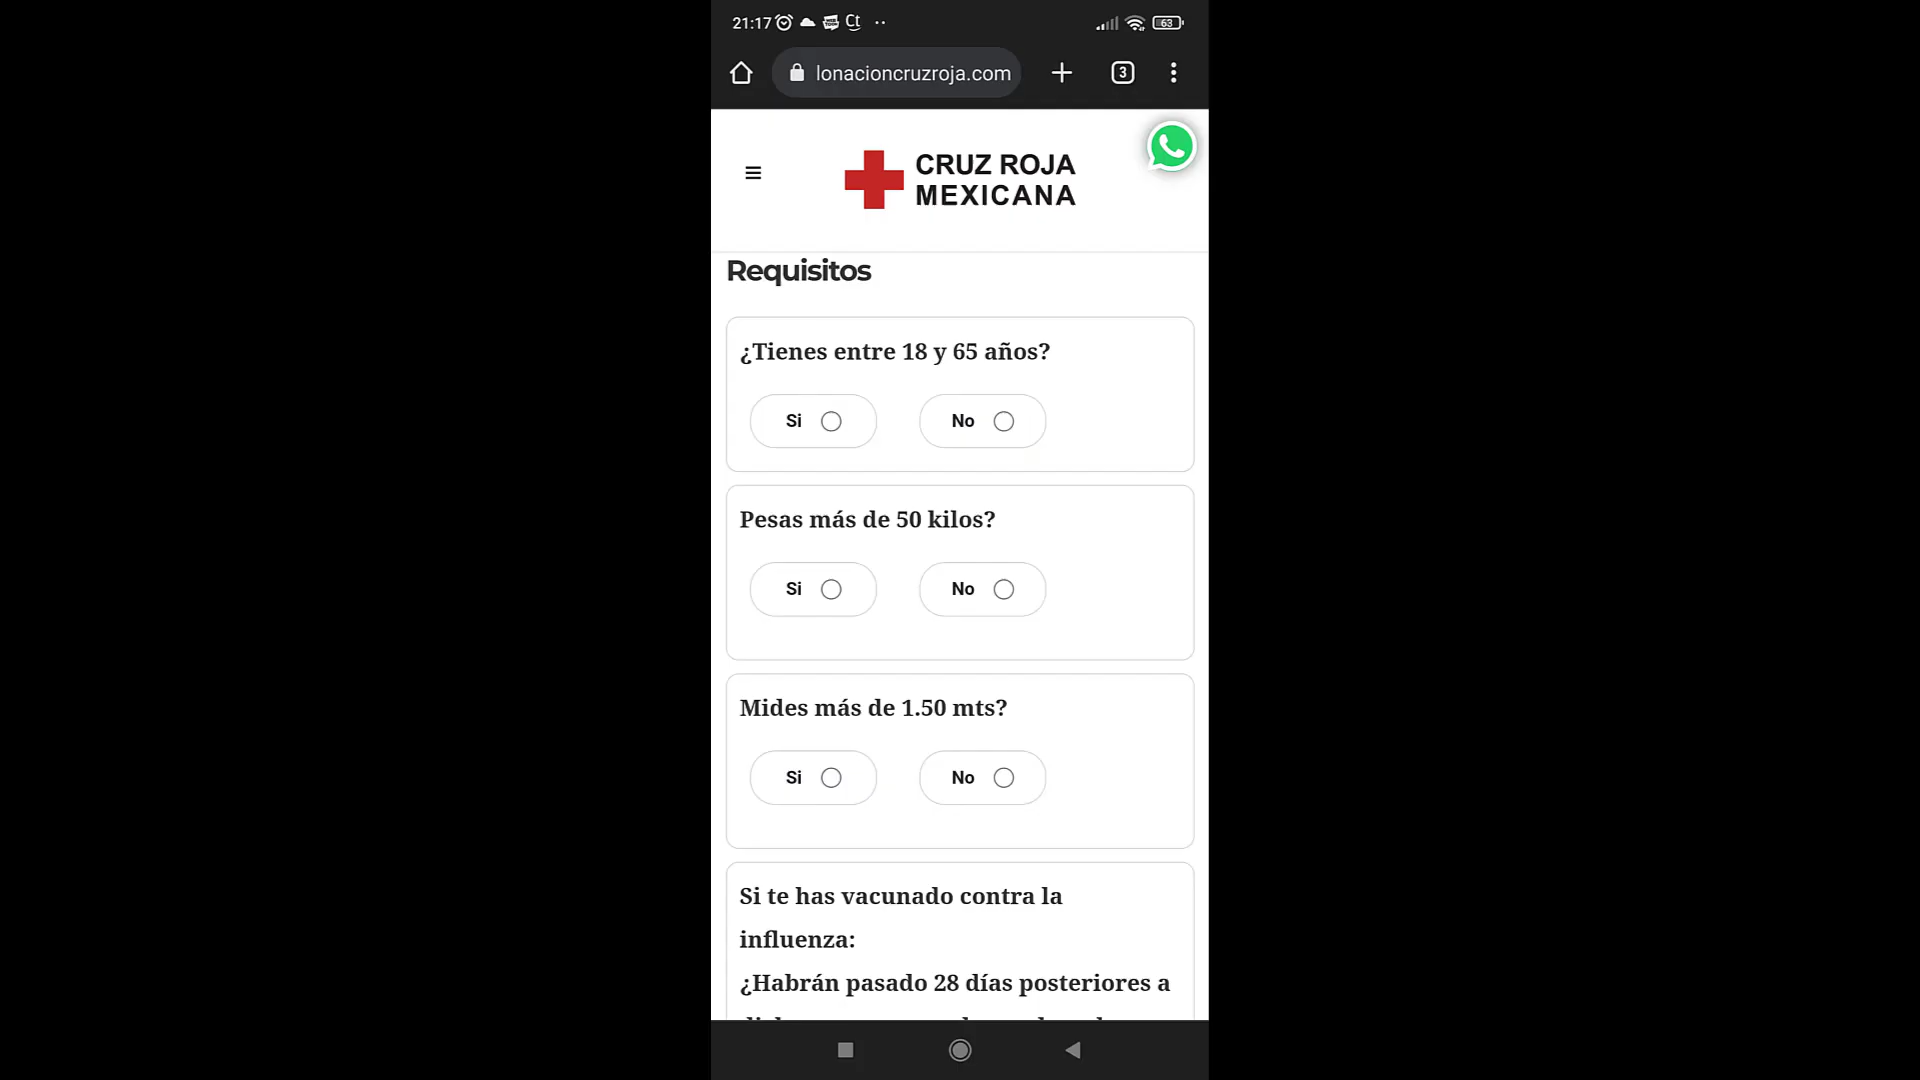 21:17 Ct 63
lonacioncruzroja.com 3
CRUZ ROJA
MEXICANA
Requisitos
¿Tienes entre 18 y 65 años?
Si No
Pesas más de 50 kilos?
Si No
Mides más de 1.50 mts?
Si No
Si te has vacunado contra la
influenza:
¿Habrán pasado 28 días posteriores a